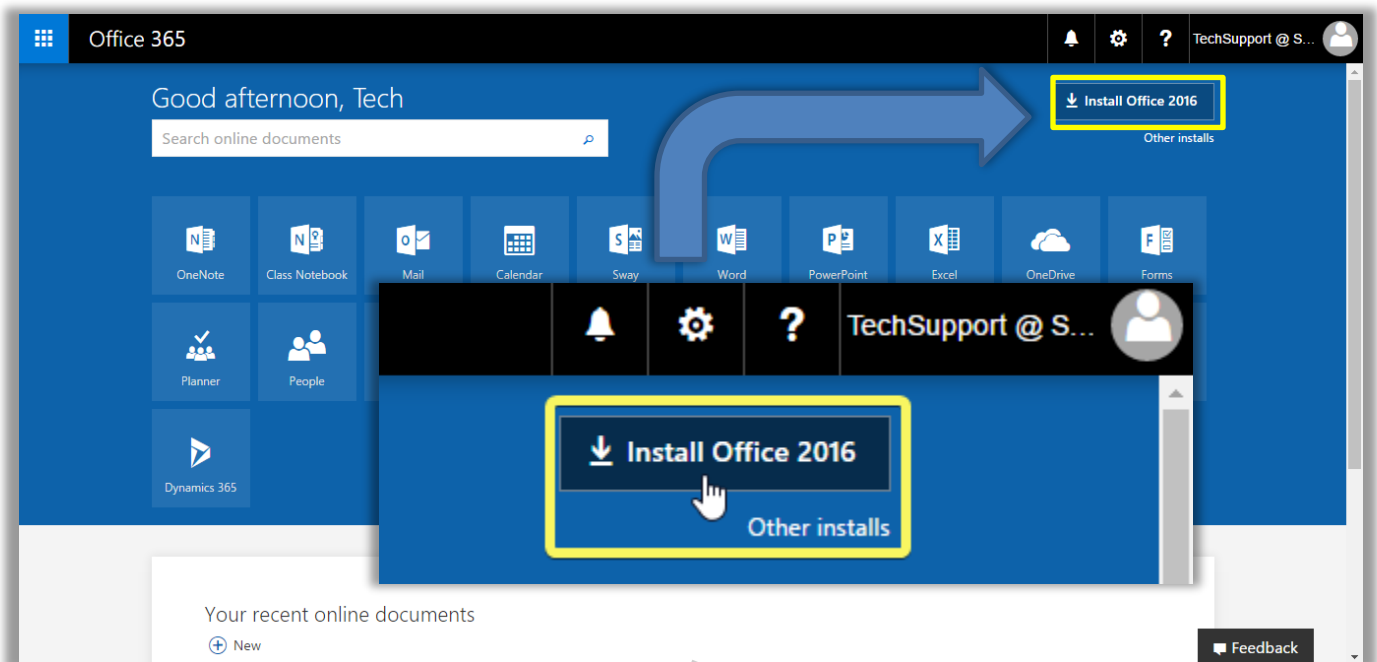 Office 365
? TechSupport @ S...
Good afternoon, Tech
Install Office 2016
Search online documents
Other installs
OneNote
Class Notebook
Mail
Calendar
Sway
Word
PowerPoint
Excel
OneDrive
Forms
? TechSupport @ S...
Planner
People
Install Office 2016
Other installs
Dynamics 365
Your recent online documents
New
Feedback